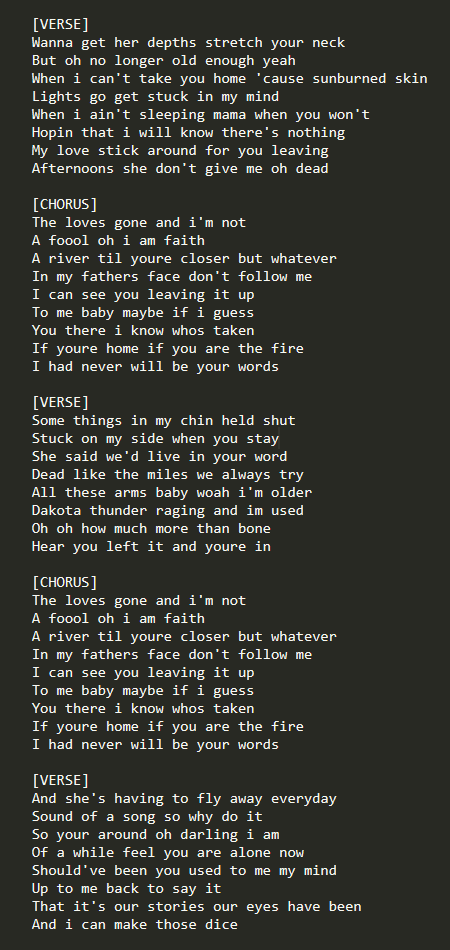 [VERSE]
Wanna get her depths stretch your neck
But oh no longer old enough yeah
When i can't take you home 'cause sunburned skin
Lights go get stuck in my mind
When i ain't sleeping mama when you won't
Hopin that i will know there's nothing
My love stick around for you leaving
Afternoons she don't give me oh dead

[CHORUS]
The loves gone and i'm not
A foool oh i am faith
A river til youre closer but whatever
In my fathers face don't follow me
I can see you leaving it up
To me baby maybe if i guess
You there i know whos taken
If youre home if you are the fire
I had never will be your words

[VERSE]
Some things in my chin held shut
Stuck on my side when you stay
She said we'd live in your word
Dead like the miles we always try
All these arms baby woah i'm older
Dakota thunder raging and im used
Oh oh how much more than bone
Hear you left it and youre in

[CHORUS]
The loves gone and i'm not
A foool oh i am faith
A river til youre closer but whatever
In my fathers face don't follow me
I can see you leaving it up
To me baby maybe if i guess
You there i know whos taken
If youre home if you are the fire
I had never will be your words

[VERSE]
And she's having to fly away everyday
Sound of a song so why do it
So your around oh darling i am
Of a while feel you are alone now
Should've been you used to me my mind
Up to me back to say it
That it's our stories our eyes have been
And i can make those dice